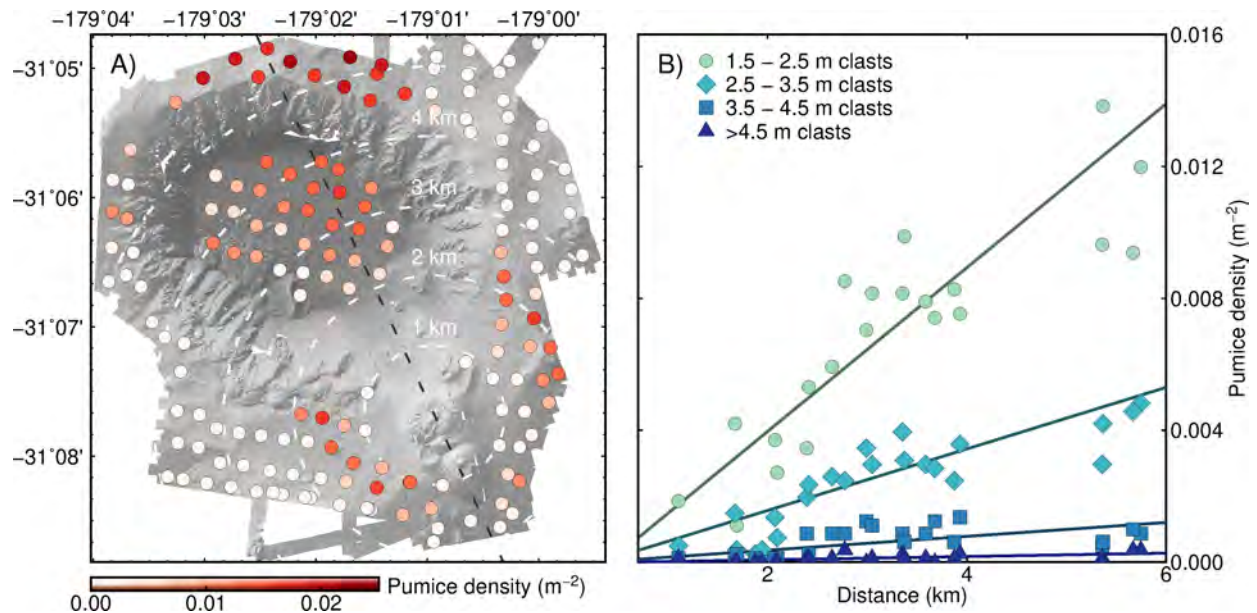 −179°04' −179°03' −179°02' −179°01' −179°00'
−31°05'
−31°06'
−31°07'
−31°08'
A)
4 km
3 km
2 km
1 km
0.00 0.01 0.02
Pumice density (m⁻²)
B)
1.5 – 2.5 m clasts
2.5 – 3.5 m clasts
3.5 – 4.5 m clasts
>4.5 m clasts
0.016
0.012
0.008
0.004
0.000
Pumice density (m⁻²)
2 4 6
Distance (km)